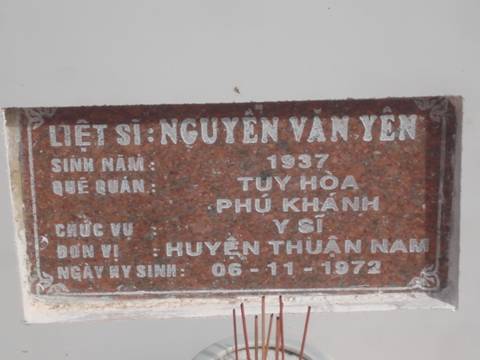 LIỆT SĨ : NGUYỄN VĂN YÊN
SINH NĂM : 1937
QUÊ QUÁN : TUY HÒA
PHÚ KHÁNH
CHỨC VỤ : Y SĨ
ĐƠN VỊ : HUYỆN THUẬN NAM
NGÀY HY SINH : 06 - 11 - 1972